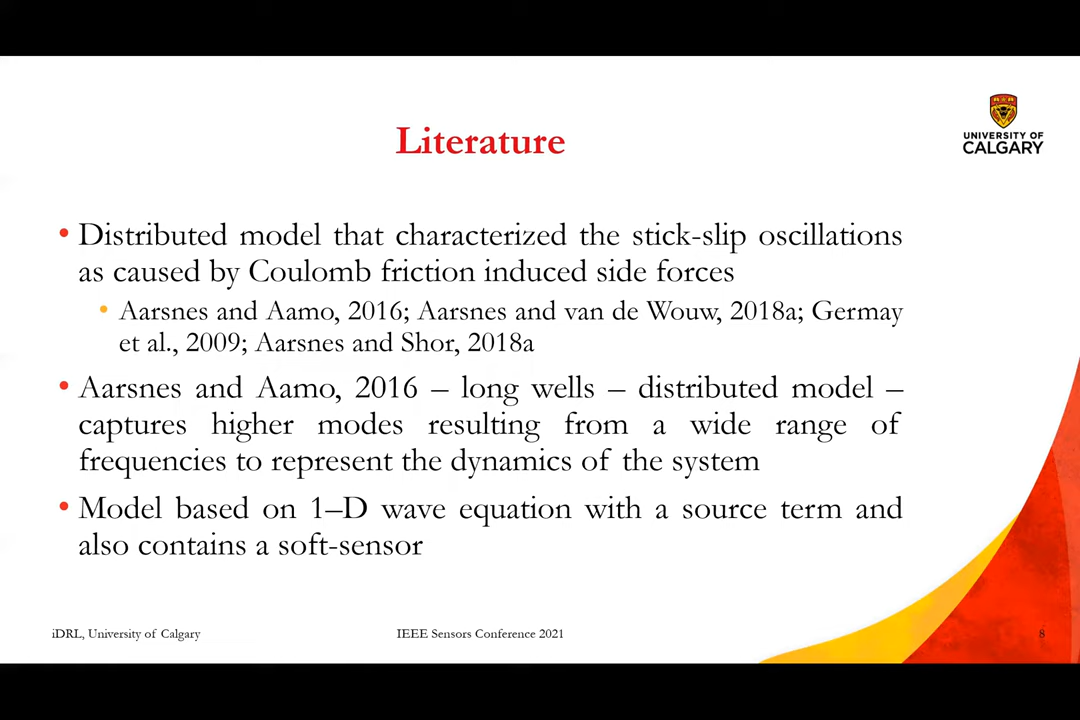 UNIVERSITY OF
CALGARY
Literature
• Distributed model that characterized the stick-slip oscillations
as caused by Coulomb friction induced side forces
• Aarsnes and Aamo, 2016; Aarsnes and van de Wouw, 2018a; Germay
et al., 2009; Aarsnes and Shor, 2018a
• Aarsnes and Aamo, 2016 – long wells – distributed model –
captures higher modes resulting from a wide range of
frequencies to represent the dynamics of the system
• Model based on 1–D wave equation with a source term and
also contains a soft-sensor
iDRL, University of Calgary
IEEE Sensors Conference 2021
8